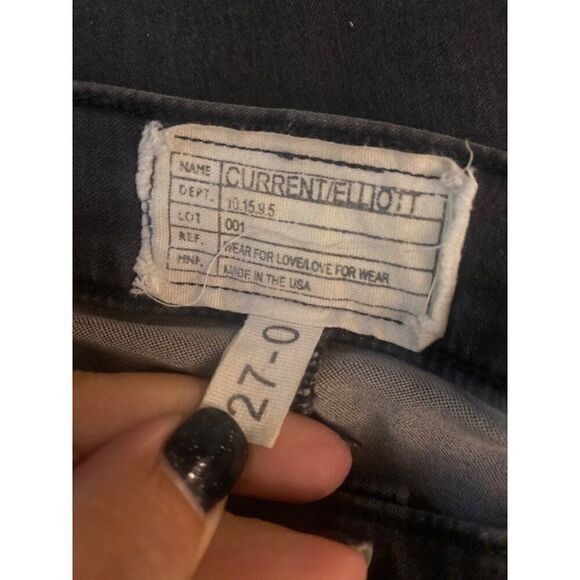 NAME CURRENT/ELLIOTT
DEPT. 10.15.9.5
LOT 001
REF. WEAR FOR LOVE/LOVE FOR WEAR
MNF. MADE IN THE USA
27-0